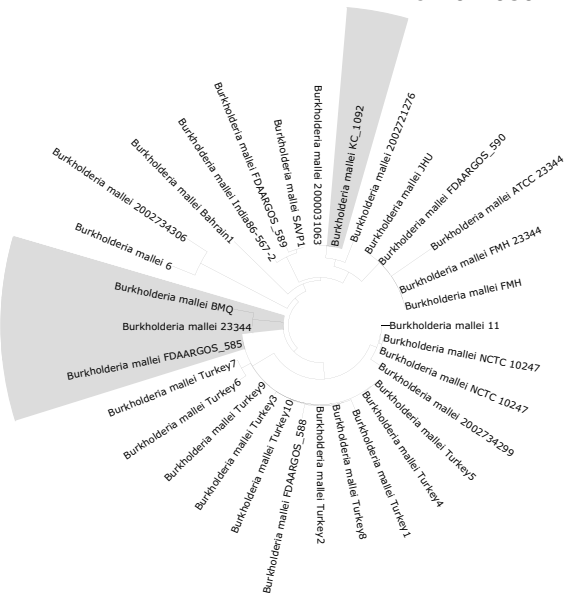 Burkholderia mallei KC_1092
Burkholderia mallei 2002721276
Burkholderia mallei JHU
Burkholderia mallei FDAARGOS_590
Burkholderia mallei ATCC 23344
Burkholderia mallei FMH 23344
Burkholderia mallei FMH
Burkholderia mallei 11
Burkholderia mallei NCTC 10247
Burkholderia mallei NCTC 10247
Burkholderia mallei 2002734299
Burkholderia mallei Turkey5
Burkholderia mallei Turkey4
Burkholderia mallei Turkey1
Burkholderia mallei Turkey8
Burkholderia mallei Turkey2
Burkholderia mallei FDAARGOS_588
Burkholderia mallei Turkey10
Burkholderia mallei Turkey3
Burkholderia mallei Turkey9
Burkholderia mallei Turkey6
Burkholderia mallei Turkey7
Burkholderia mallei FDAARGOS_585
Burkholderia mallei 23344
Burkholderia mallei BMQ
Burkholderia mallei 6
Burkholderia mallei 2002734306
Burkholderia mallei Bahrain1
Burkholderia mallei India86-567-2
Burkholderia mallei FDAARGOS_589
Burkholderia mallei SAVP1
Burkholderia mallei 2000031063